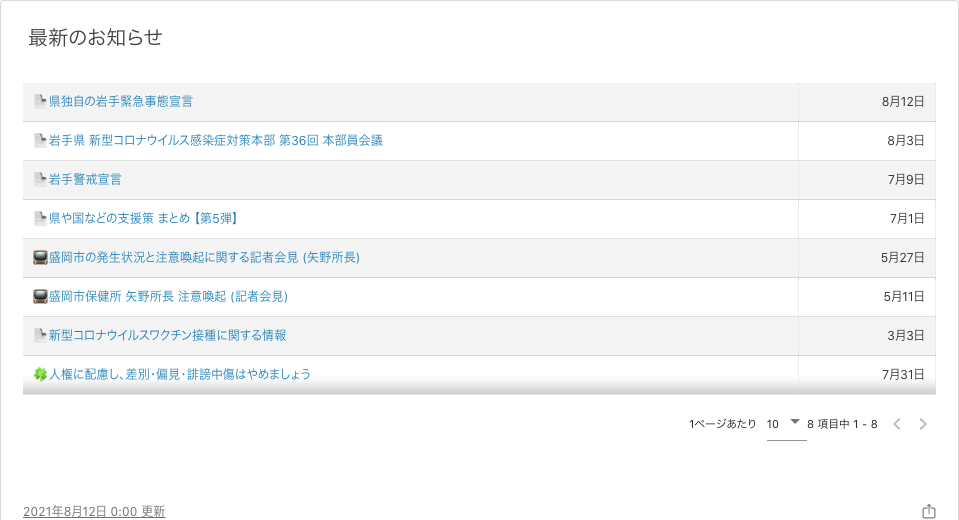 最新のお知らせ
県独自の岩手緊急事態宣言 8月12日
岩手県 新型コロナウイルス感染症対策本部 第36回 本部員会議 8月3日
岩手警戒宣言 7月9日
県や国などの支援策 まとめ【第5弾】 7月1日
盛岡市の発生状況と注意喚起に関する記者会見 (矢野所長) 5月27日
盛岡市保健所 矢野所長 注意喚起 (記者会見) 5月11日
新型コロナウイルスワクチン接種に関する情報 3月3日
人権に配慮し、差別・偏見・誹謗中傷はやめましょう 7月31日
1ページあたり 10 8 項目中 1 - 8
2021年8月12日 0:00 更新